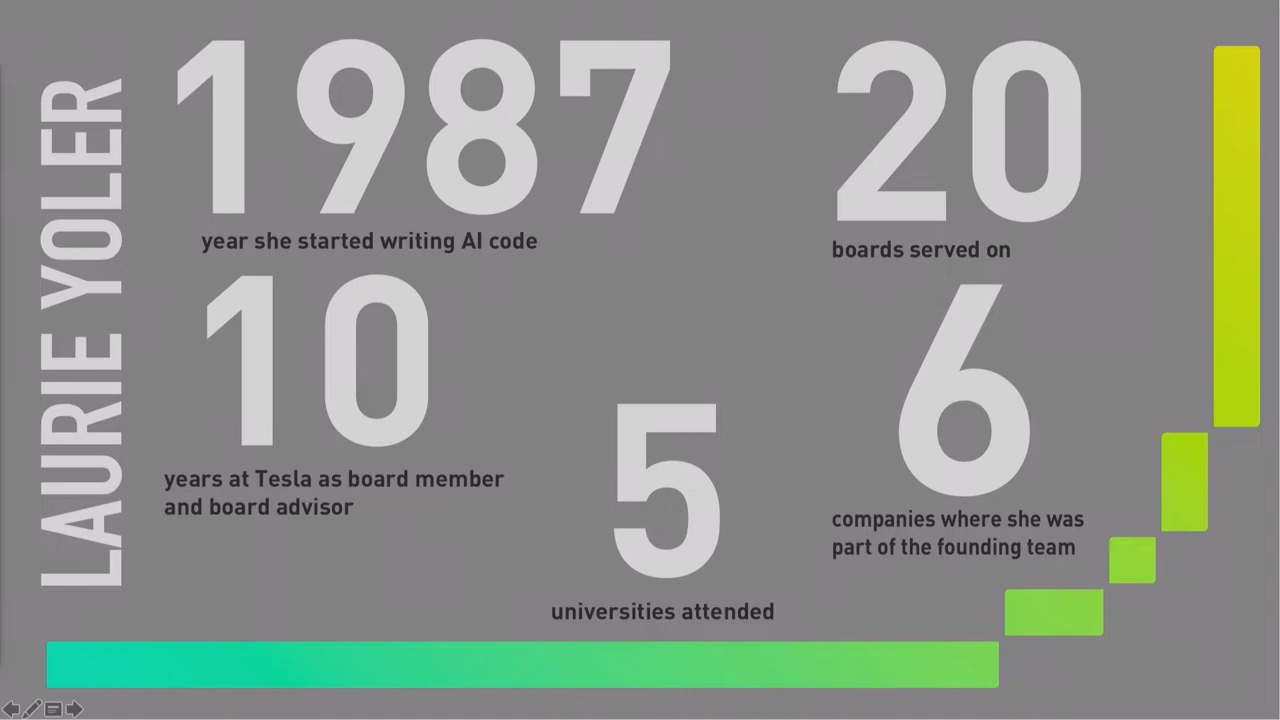 LAURIE YOLER
1987
year she started writing AI code
20
boards served on
10
years at Tesla as board member
and board advisor
5
universities attended
6
companies where she was
part of the founding team